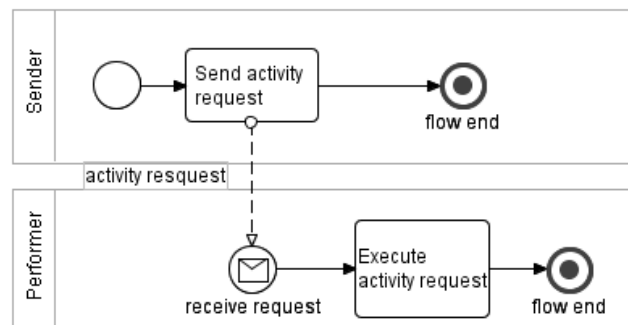 Sender
Send activity
request
flow end
activity resquest
Performer
receive request
Execute
activity request
flow end